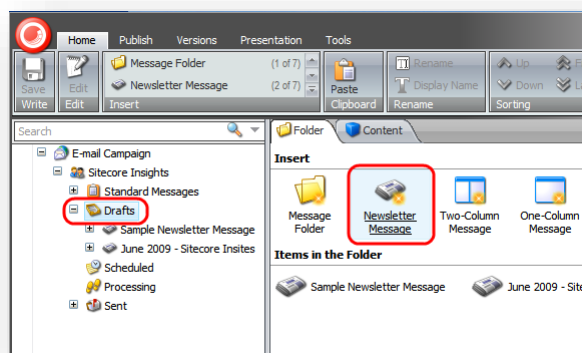 Home Publish Versions Presentation Tools
Save Write
Edit Edit
Message Folder (1 of 7)
Newsletter Message (2 of 7)
Insert
Paste
Clipboard
Rename
Display Name
Rename
Up
Down
Sorting
Search
Folder Content
E-mail Campaign
Sitecore Insights
Standard Messages
Drafts
Sample Newsletter Message
June 2009 - Sitecore Insites
Scheduled
Processing
Sent
Insert
Message Folder
Newsletter Message
Two-Column Message
One-Column Message
Items in the Folder
Sample Newsletter Message June 2009 - Site